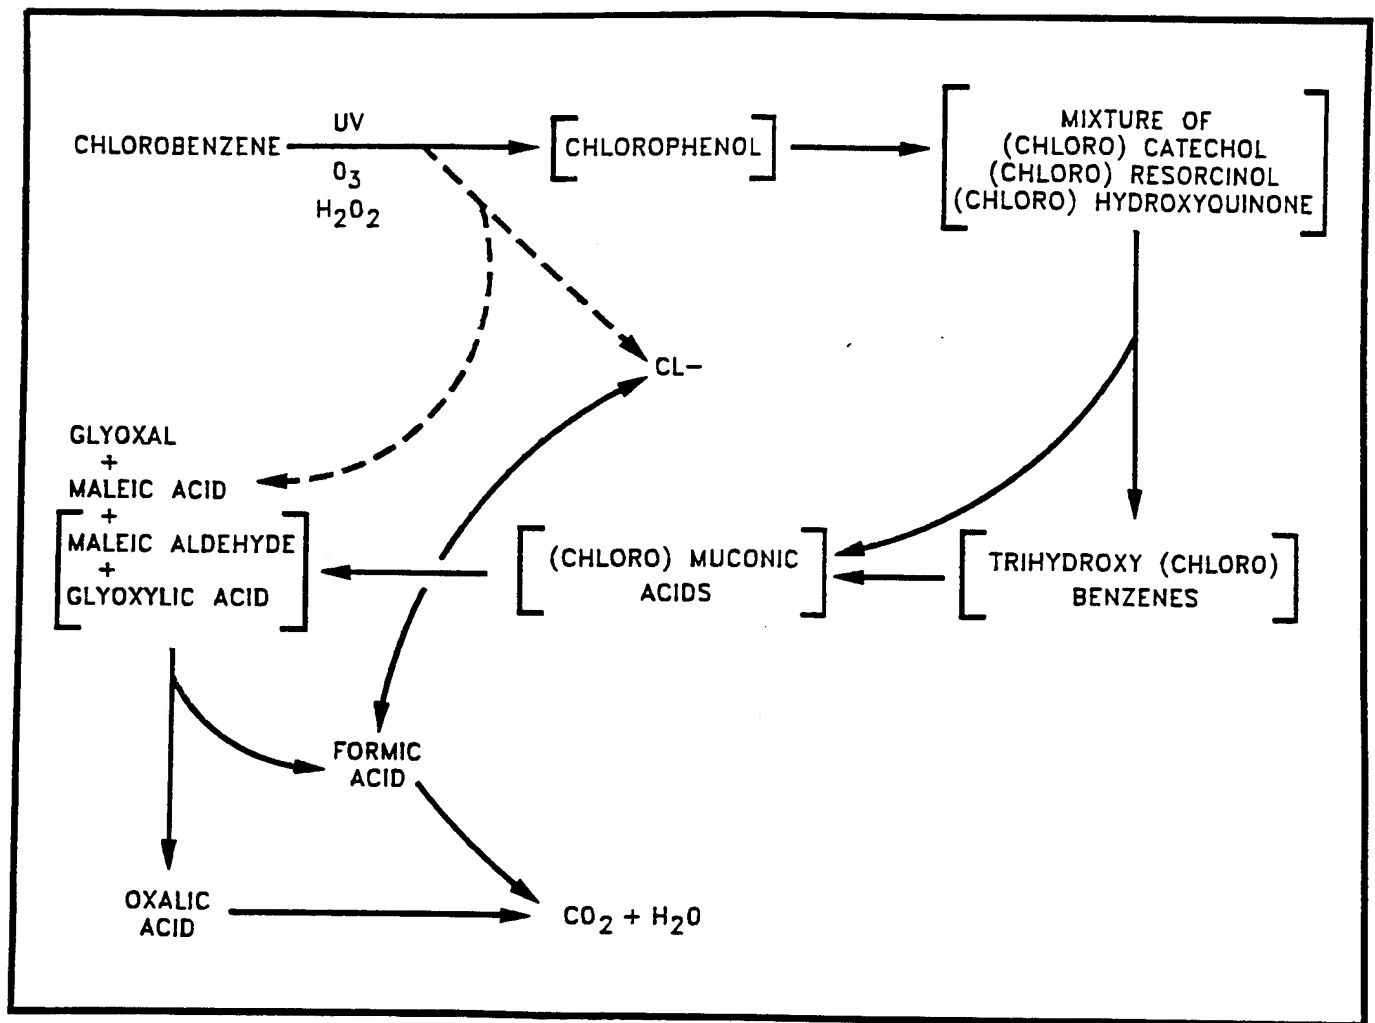 UV
CHLOROBENZENE
O3
H2O2
[CHLOROPHENOL]
MIXTURE OF
(CHLORO) CATECHOL
(CHLORO) RESORCINOL
(CHLORO) HYDROXYQUINONE
CL-
GLYOXAL
+
MALEIC ACID
+
MALEIC ALDEHYDE
+
GLYOXYLIC ACID
(CHLORO) MUCONIC
ACIDS
TRIHYDROXY (CHLORO)
BENZENES
FORMIC
ACID
OXALIC
ACID
CO2 + H2O